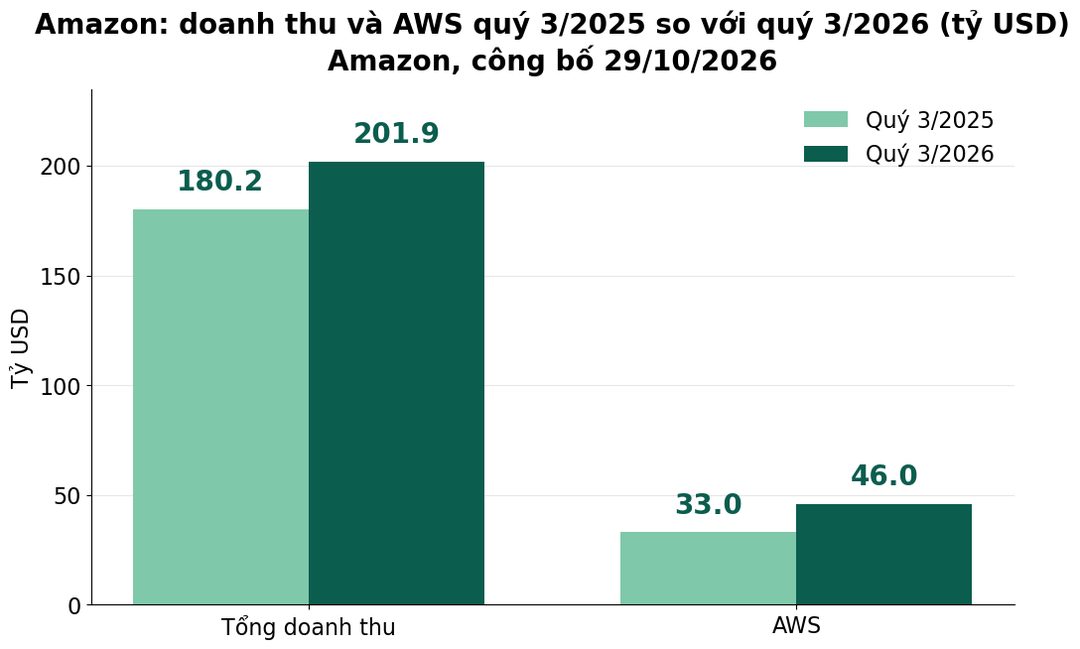 Amazon: doanh thu và AWS quý 3/2025 so với quý 3/2026 (tỷ USD)
Amazon, công bố 29/10/2026
Quý 3/2025
Quý 3/2026
201.9
180.2
46.0
33.0
200
150
100
50
0
Tỷ USD
Tổng doanh thu
AWS